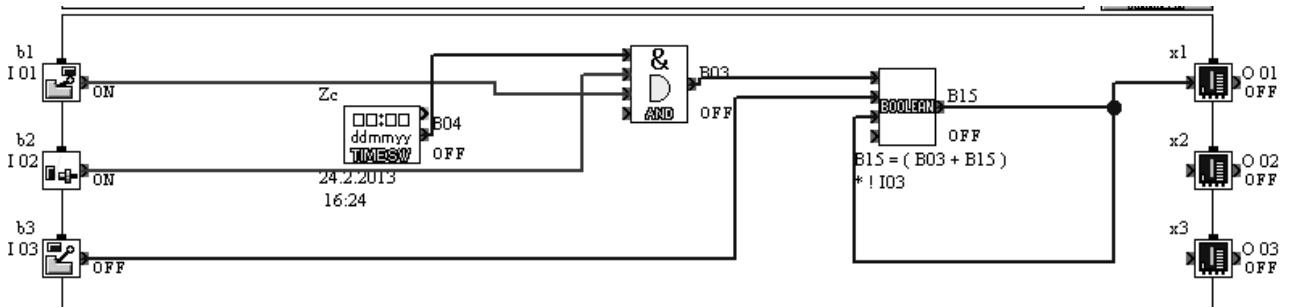 b1
I 01
ON
Zc
00:00
ddmmyy
TIMESW
B04
OFF
24.2.2013
16:24
b2
I 02
ON
b3
I 03
OFF
&
AND
B03
OFF
BOOLEAN
B15
OFF
B15 = ( B03 + B15 )
* ! I03
x1
O 01
OFF
x2
O 02
OFF
x3
O 03
OFF